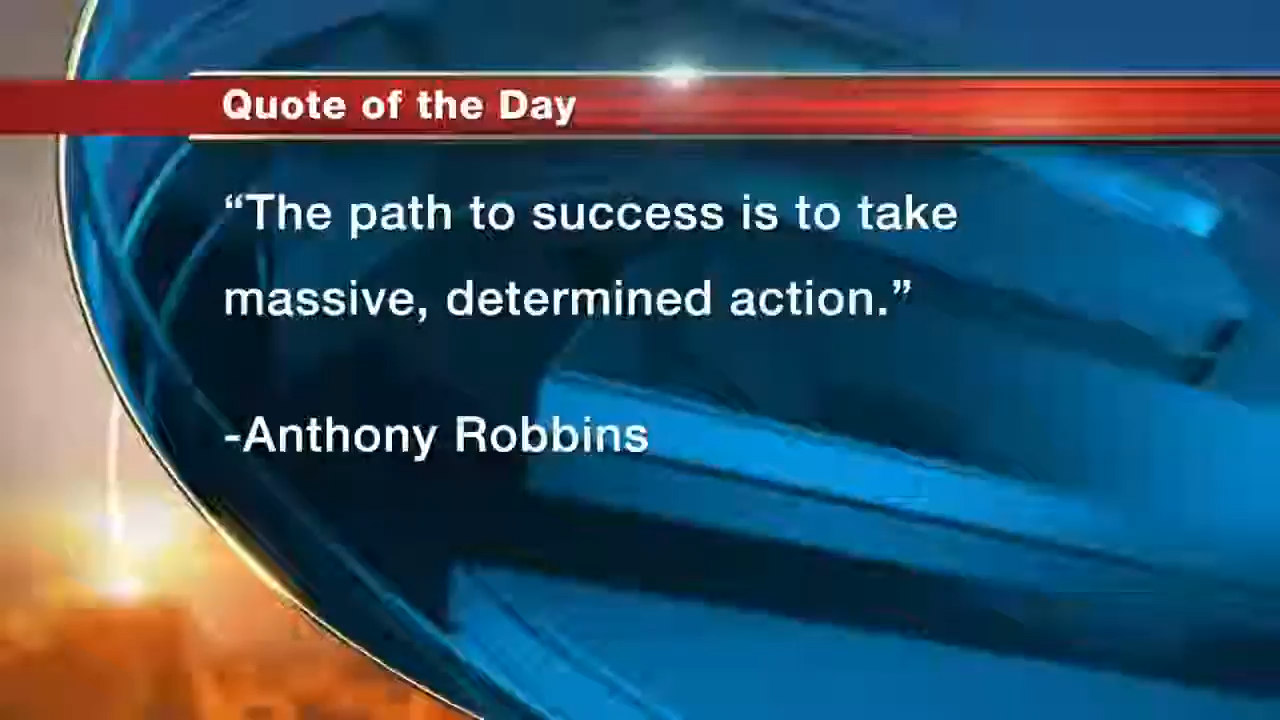 Quote of the Day
“The path to success is to take
massive, determined action.”
-Anthony Robbins